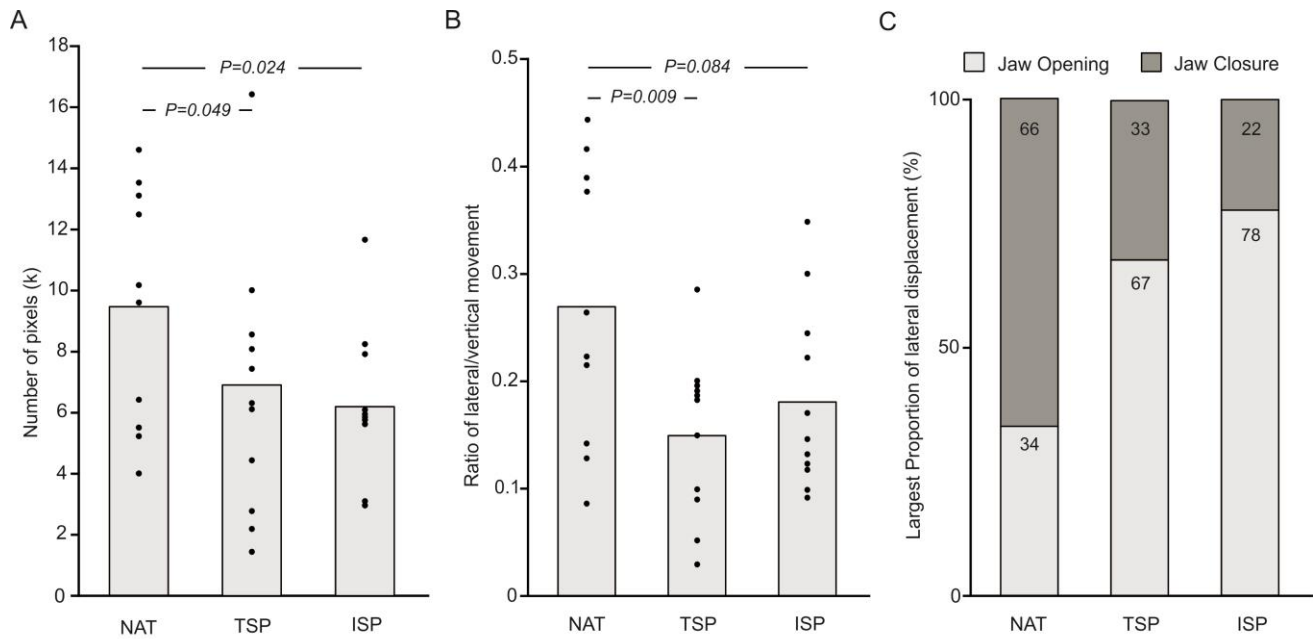 A
Number of pixels (k)
18
16
14
12
10
8
6
4
2
0
P=0.024
P=0.049
NAT TSP ISP
B
Ratio of lateral/vertical movement
0.5
0.4
0.3
0.2
0.1
0
P=0.084
P=0.009
NAT TSP ISP
C
Largest Proportion of lateral displacement (%)
Jaw Opening Jaw Closure
100
50
0
66 33 22
34 67 78
NAT TSP ISP